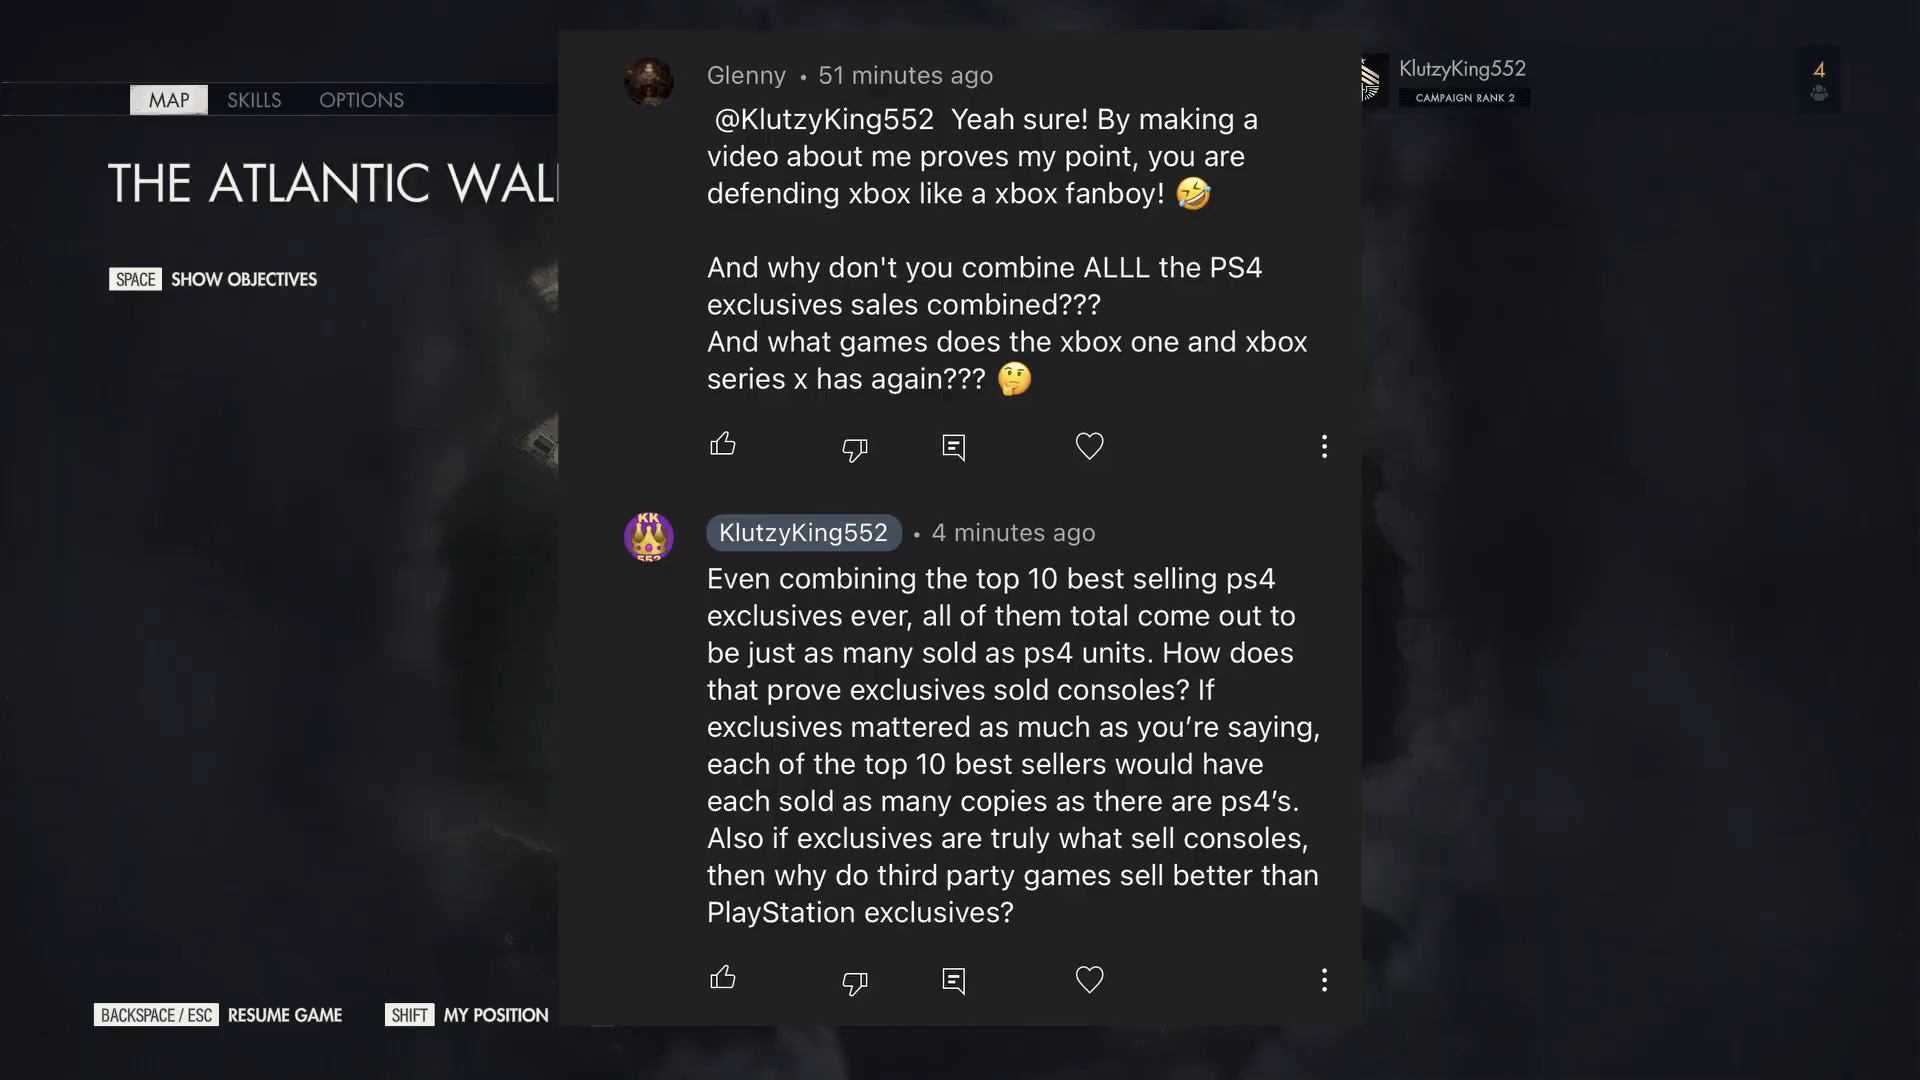 MAP SKILLS OPTIONS
THE ATLANTIC WAL
SPACE SHOW OBJECTIVES
Glenny • 51 minutes ago
@KlutzyKing552 Yeah sure! By making a
video about me proves my point, you are
defending xbox like a xbox fanboy! 🤣
And why don't you combine ALLL the PS4
exclusives sales combined???
And what games does the xbox one and xbox
series x has again??? 🤔
KK
552
KlutzyKing552 • 4 minutes ago
Even combining the top 10 best selling ps4
exclusives ever, all of them total come out to
be just as many sold as ps4 units. How does
that prove exclusives sold consoles? If
exclusives mattered as much as you’re saying,
each of the top 10 best sellers would have
each sold as many copies as there are ps4’s.
Also if exclusives are truly what sell consoles,
then why do third party games sell better than
PlayStation exclusives?
KlutzyKing552
CAMPAIGN RANK 2
4
BACKSPACE / ESC RESUME GAME SHIFT MY POSITION